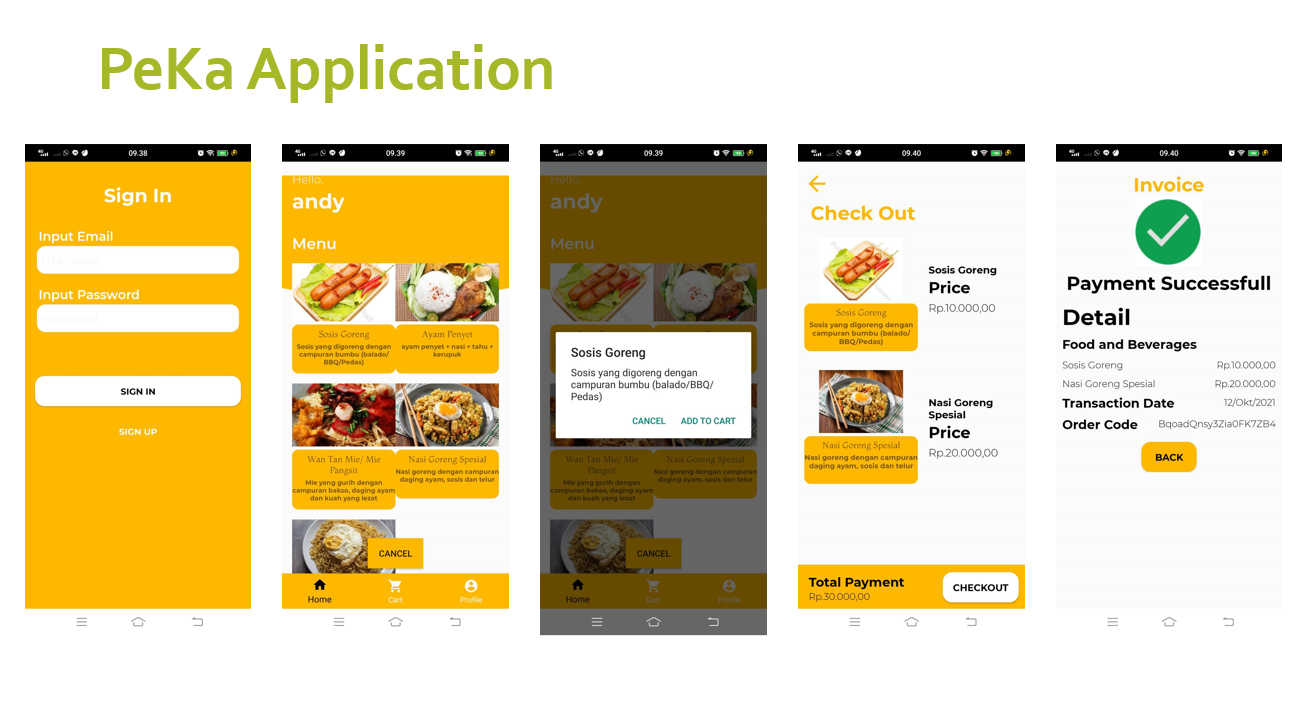 PeKa Application
4G
09.38
Sign In
Input Email
Input Password
SIGN IN
SIGN UP
4G
09.39
Hello,
andy
Menu
Sosis Goreng
Sosis yang digoreng dengan
campuran bumbu (balado/
BBQ/Pedas)
Ayam Penyet
ayam penyet + nasi + tahu +
kerupuk
Wan Tan Mie/ Mie
Pangsit
Mie yang gurih dengan
campuran bakso, daging ayam
dan kuah yang lezat
Nasi Goreng Spesial
Nasi goreng dengan campuran
daging ayam, sosis dan telur
CANCEL
Home
Cart
Profile
4G
09.39
Hello,
andy
Menu
Sosis Goreng
Sosis yang digoreng dengan
campuran bumbu (balado/BBQ/
Pedas)
CANCEL
ADD TO CART
Wan Tan Mie/ Mie
Pangsit
Mie yang gurih dengan
campuran bakso, daging ayam
dan kuah yang lezat
Nasi Goreng Spesial
Nasi goreng dengan campuran
daging ayam, sosis dan telur
CANCEL
Home
Cart
Profile
4G
09.40
Check Out
Sosis Goreng
Sosis yang digoreng dengan
campuran bumbu (balado/
BBQ/Pedas)
Sosis Goreng
Price
Rp.10.000,00
Nasi Goreng Spesial
Nasi goreng dengan campuran
daging ayam, sosis dan telur
Nasi Goreng
Spesial
Price
Rp.20.000,00
Total Payment
Rp.30.000,00
CHECKOUT
4G
09.40
Invoice
Payment Successfull
Detail
Food and Beverages
Sosis Goreng Rp.10.000,00
Nasi Goreng Spesial Rp.20.000,00
Transaction Date 12/Okt/2021
Order Code BqoadQnsy3Zia0FK7ZB4
BACK